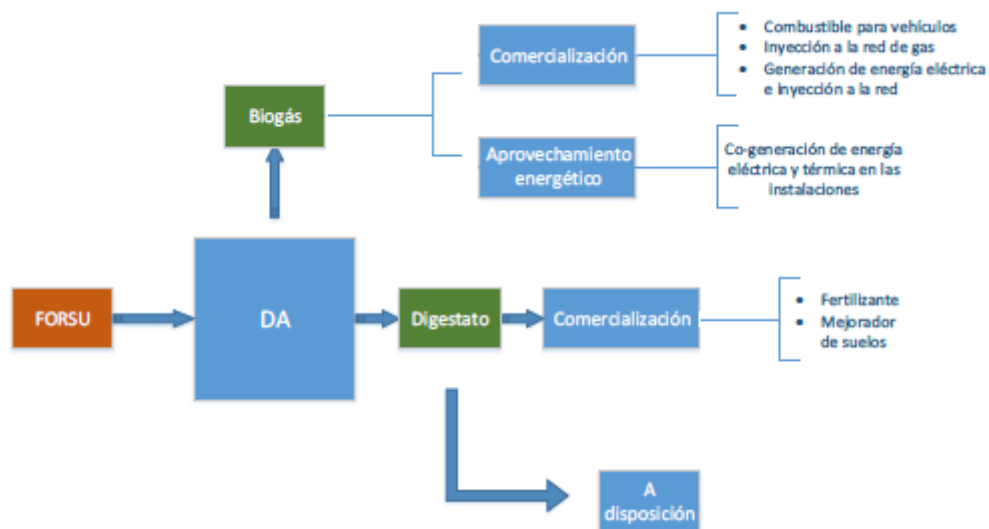 Comercialización
• Combustible para vehículos
• Inyección a la red de gas
• Generación de energía eléctrica
e inyección a la red
Biogás
Aprovechamiento
energético
Co-generación de energía
eléctrica y térmica en las
instalaciones
FORSU
DA
Digestato
Comercialización
• Fertilizante
• Mejorador
de suelos
A
disposición